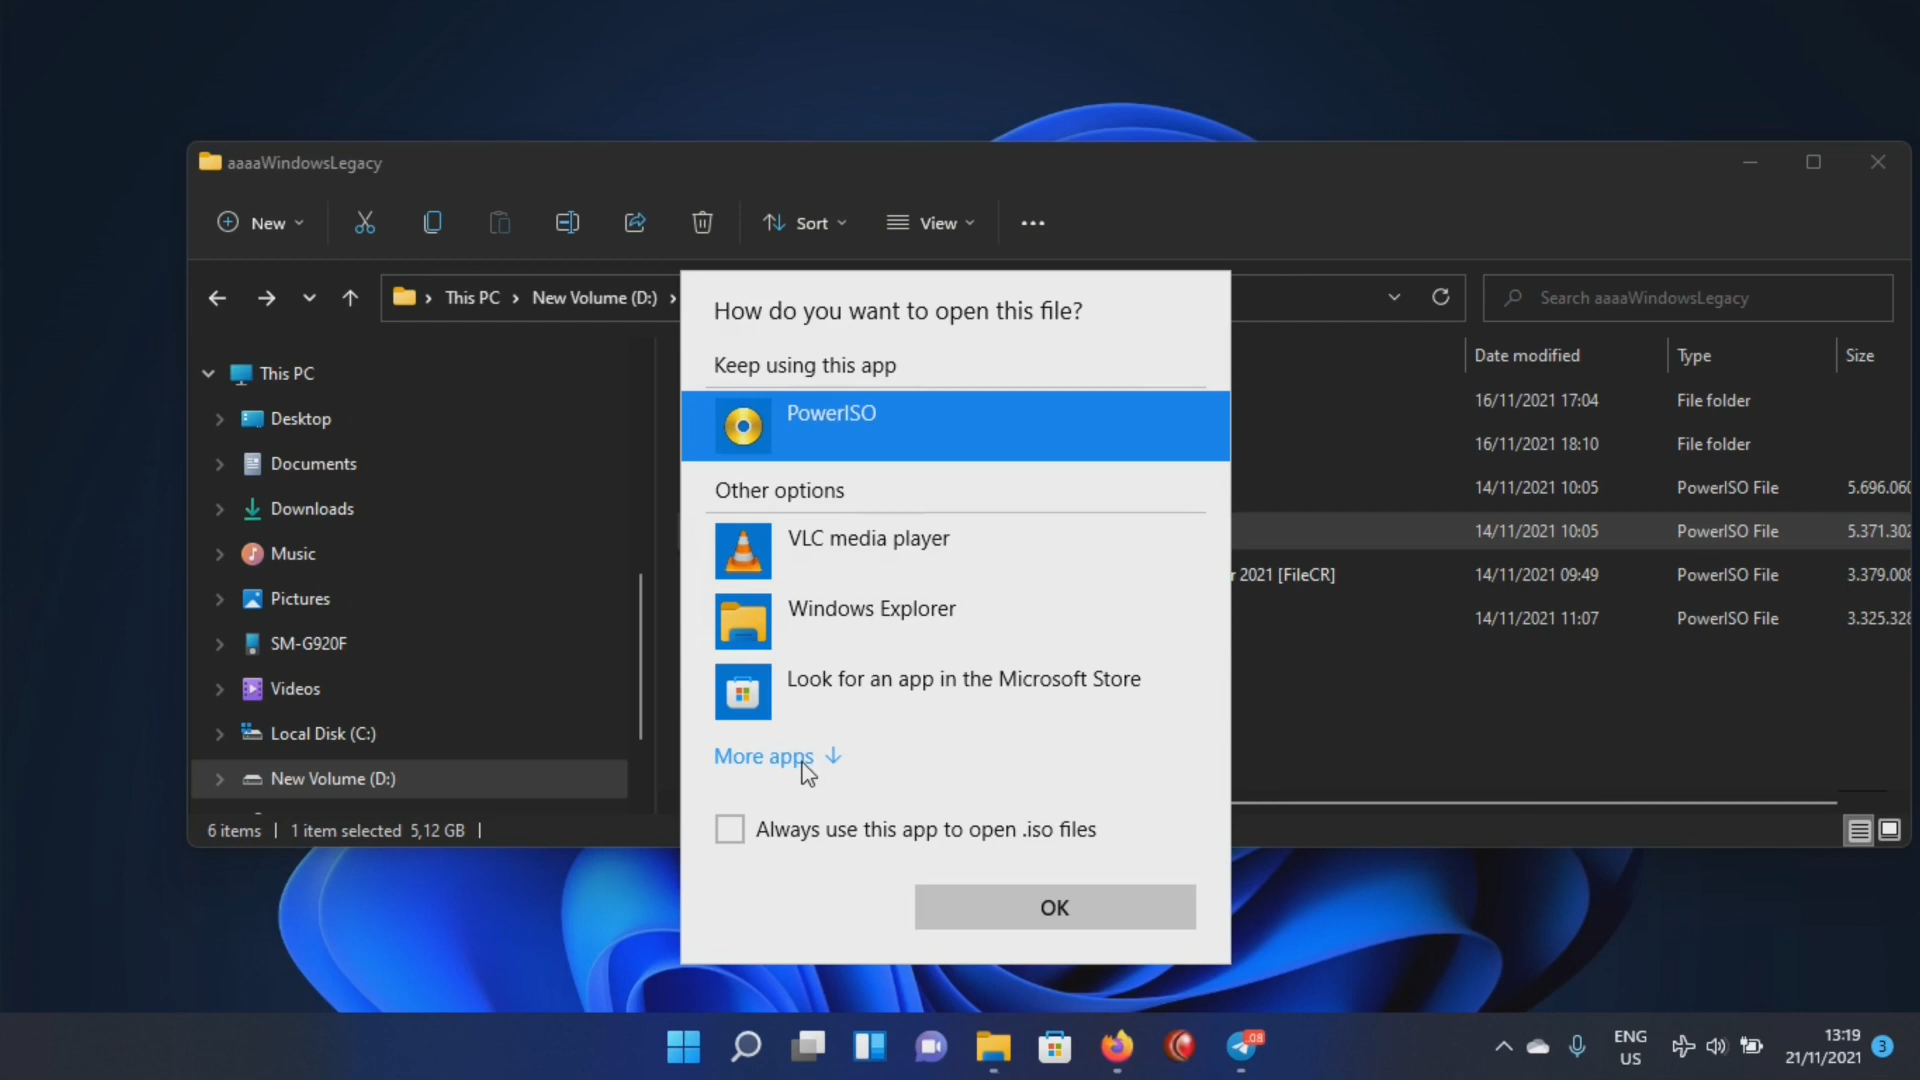 aaaaWindowsLegacy
New
Sort
View
This PC
New Volume (D:)
Search aaaaWindowsLegacy
Date modified
Type
Size
This PC
Desktop
Documents
Downloads
Music
Pictures
SM-G920F
Videos
Local Disk (C:)
New Volume (D:)
16/11/2021 17:04
File folder
16/11/2021 18:10
File folder
14/11/2021 10:05
PowerISO File
5.696.060
14/11/2021 10:05
PowerISO File
5.371.302
r 2021 [FileCR]
14/11/2021 09:49
PowerISO File
3.379.008
14/11/2021 11:07
PowerISO File
3.325.328
6 items
1 item selected 5,12 GB
How do you want to open this file?
Keep using this app
PowerISO
Other options
VLC media player
Windows Explorer
Look for an app in the Microsoft Store
More apps
Always use this app to open .iso files
OK
.08
ENG
US
13:19
21/11/2021
3